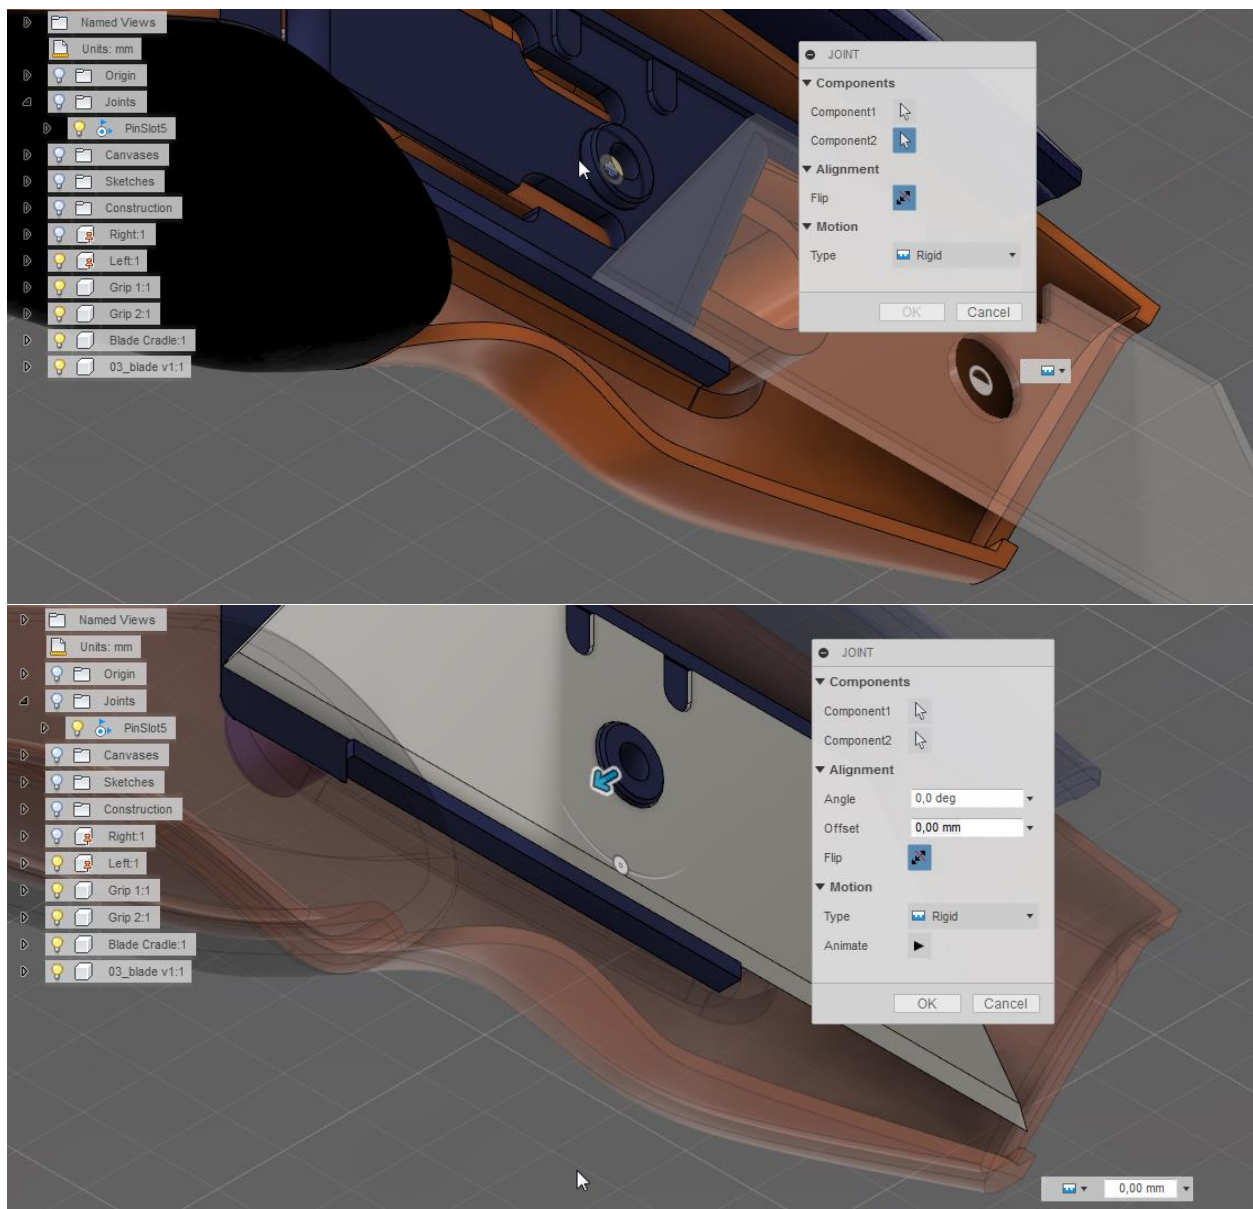 Named Views
Units: mm
Origin
Joints
PinSlot5
Canvases
Sketches
Construction
Right:1
Left:1
Grip 1:1
Grip 2:1
Blade Cradle:1
03_blade v1:1
JOINT
Components
Component1
Component2
Alignment
Flip
Motion
Type Rigid
OK Cancel
Named Views
Units: mm
Origin
Joints
PinSlot5
Canvases
Sketches
Construction
Right:1
Left:1
Grip 1:1
Grip 2:1
Blade Cradle:1
03_blade v1:1
JOINT
Components
Component1
Component2
Alignment
Angle 0,0 deg
Offset 0,00 mm
Flip
Motion
Type Rigid
Animate
OK Cancel
0,00 mm